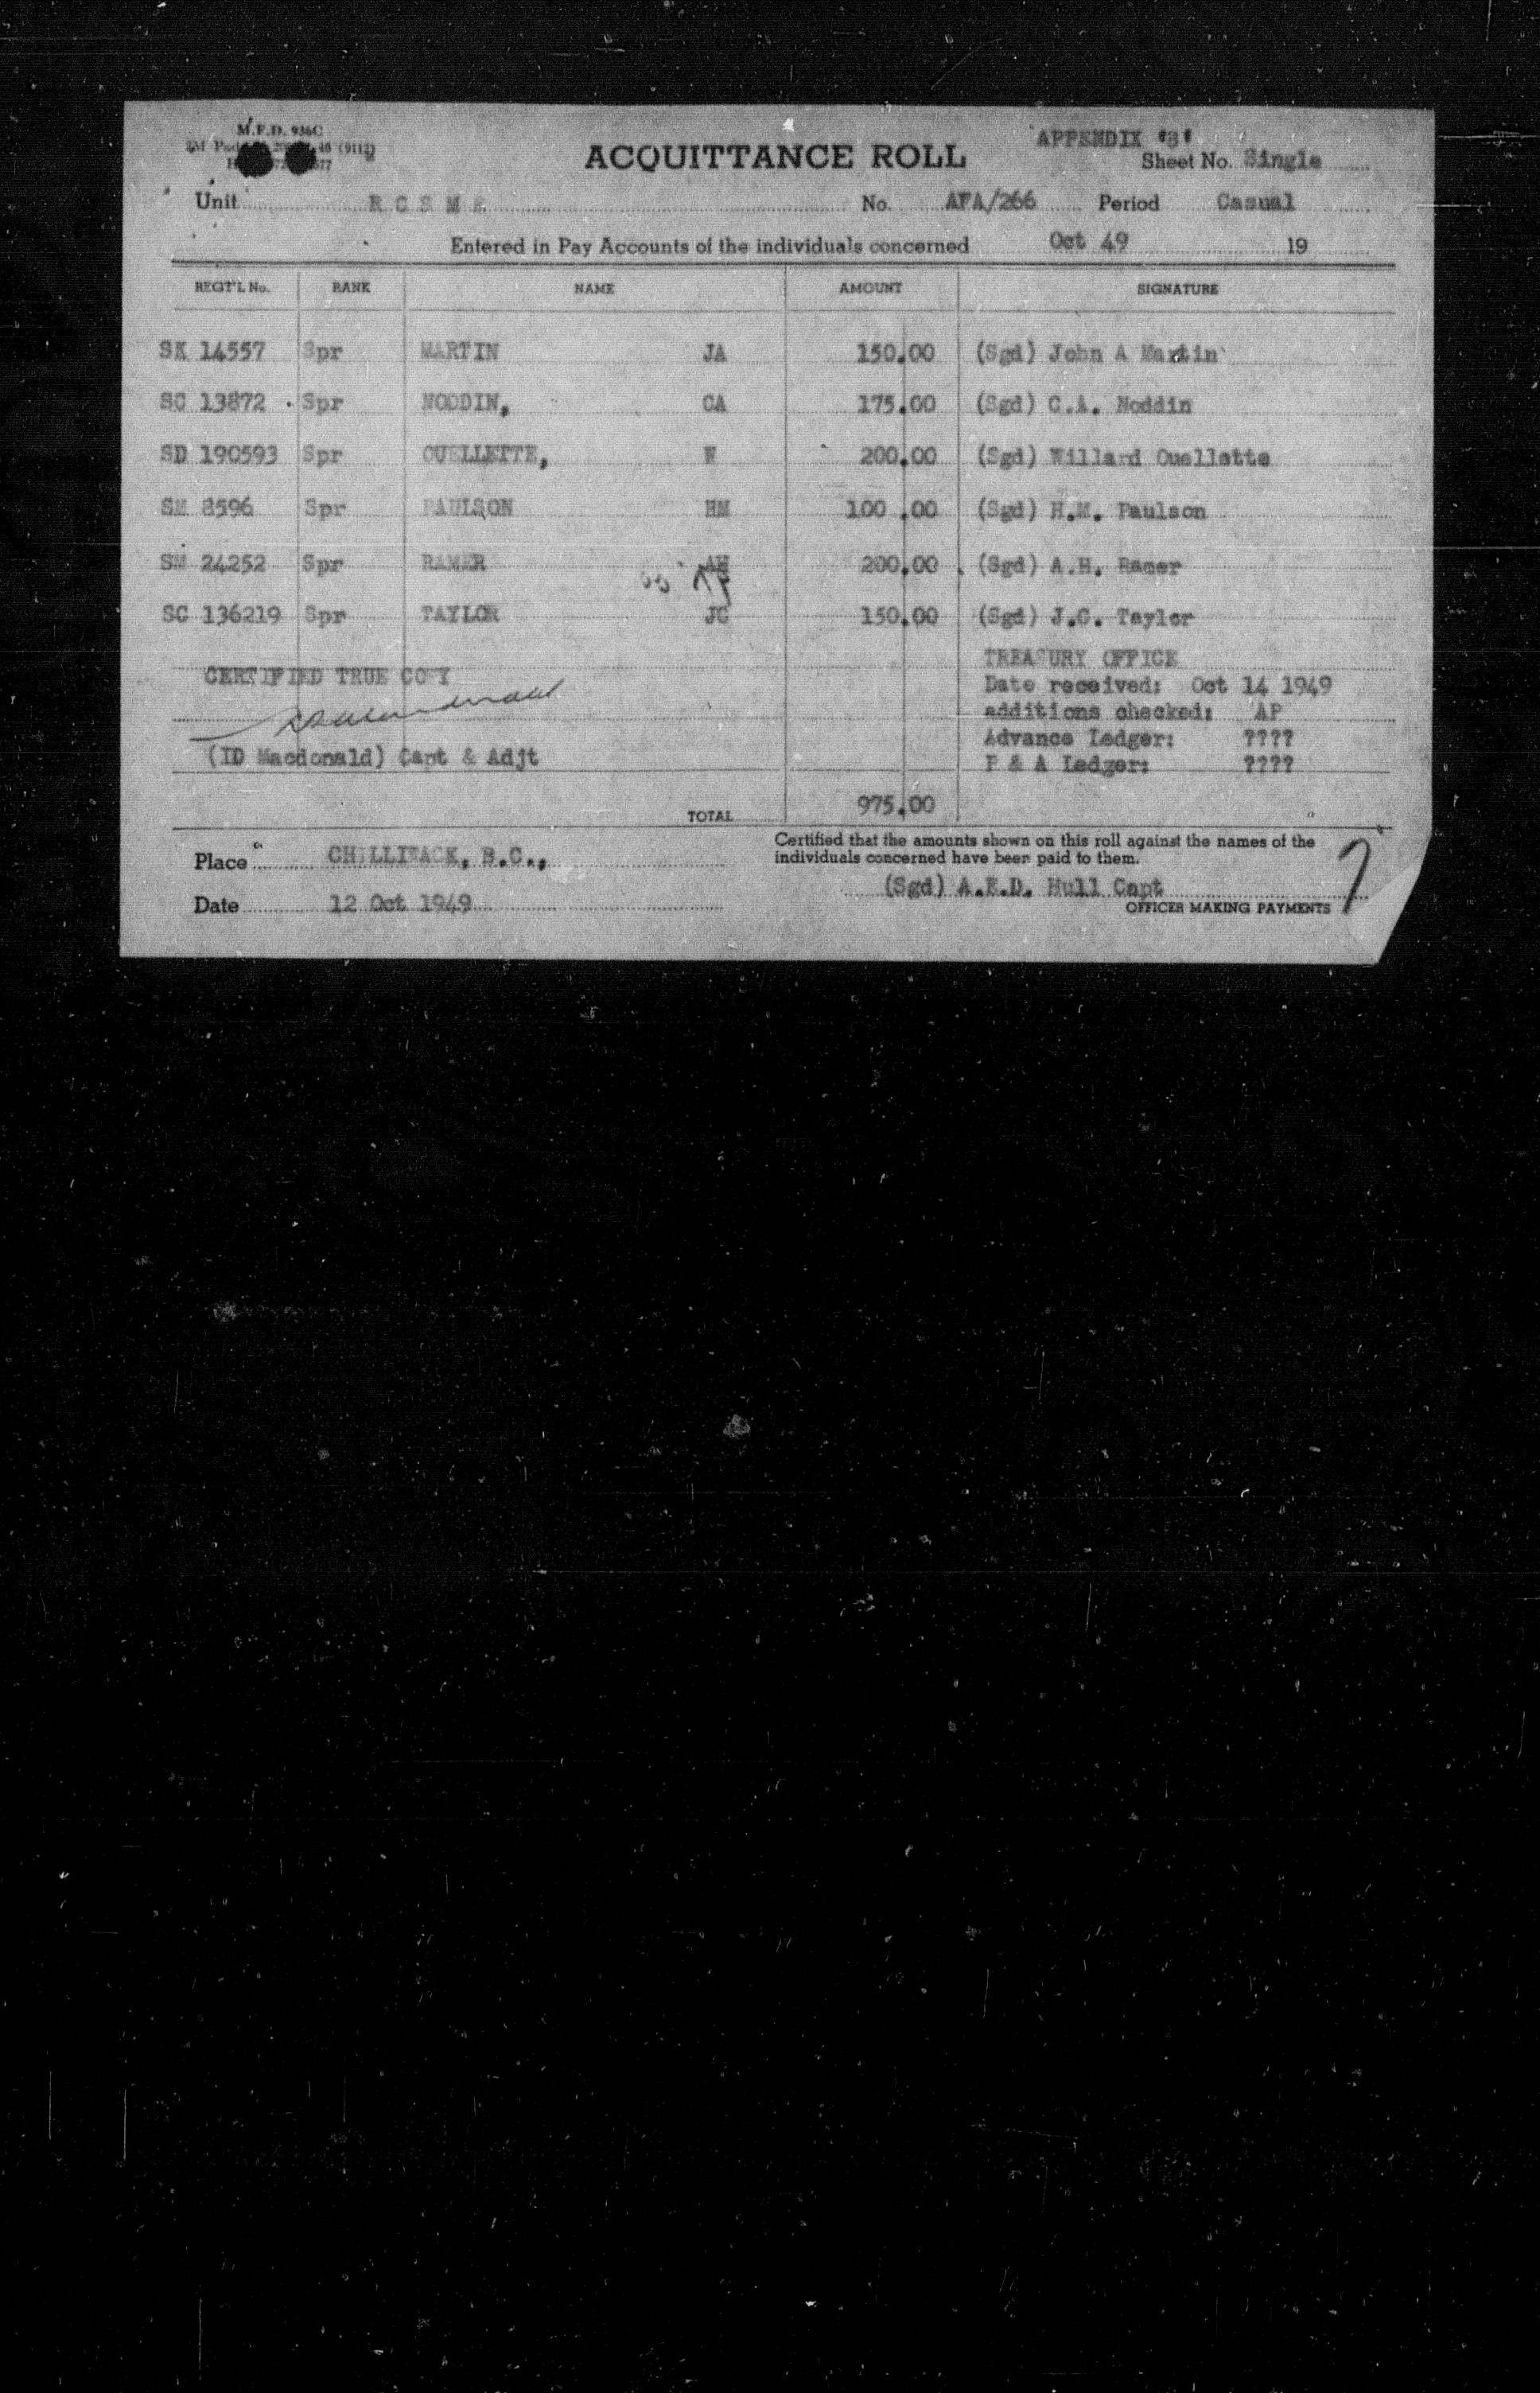 M.F.D. 936C
ACQUITTANCE ROLL
APPENDIX "B"
Sheet No. Single
Unit R C S M E No. AFA/266 Period Casual
Entered in Pay Accounts of the individuals concerned Oct 49 19
REGT'L No. RANK NAME AMOUNT SIGNATURE
SK 14557 Spr MARTIN JA 150.00 (Sgd) John A Martin
SC 13872 Spr NODDIN, CA 175.00 (Sgd) C.A. Noddin
SD 190593 Spr OUELLETTE, W 200.00 (Sgd) Willard Ouellette
SM 8596 Spr PAULSON HM 100.00 (Sgd) H.M. Paulson
SM 24252 Spr RAMER AH 200.00 (Sgd) A.H. Ramer
SC 136219 Spr TAYLOR JC 150.00 (Sgd) J.C. Taylor
CERTIFIED TRUE COPY
(ID Macdonald) Capt & Adjt
TREASURY OFFICE
Date received: Oct 14 1949
additions checked: AP
Advance Ledger: ????
P & A Ledger: ????
TOTAL 975.00
Place CHILLIWACK, B.C.,
Date 12 Oct 1949
Certified that the amounts shown on this roll against the names of the
individuals concerned have been paid to them.
(Sgd) A.E.D. Hull Capt
OFFICER MAKING PAYMENTS
7